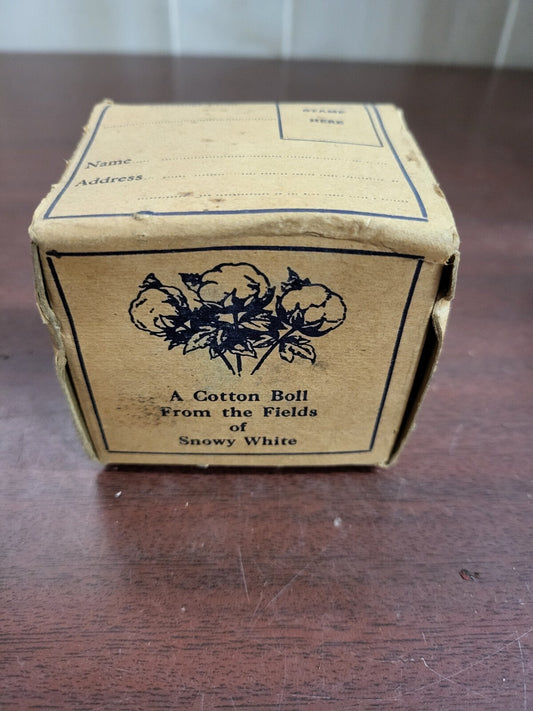 STAMP
HERE
Name
Address
A Cotton Boll
From the Fields
of
Snowy White